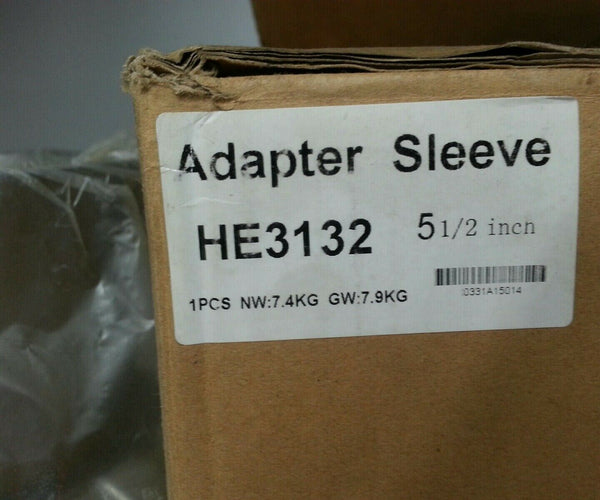 Adapter Sleeve
HE3132 5 1/2 inch
0331A15014
1PCS NW:7.4KG GW:7.9KG